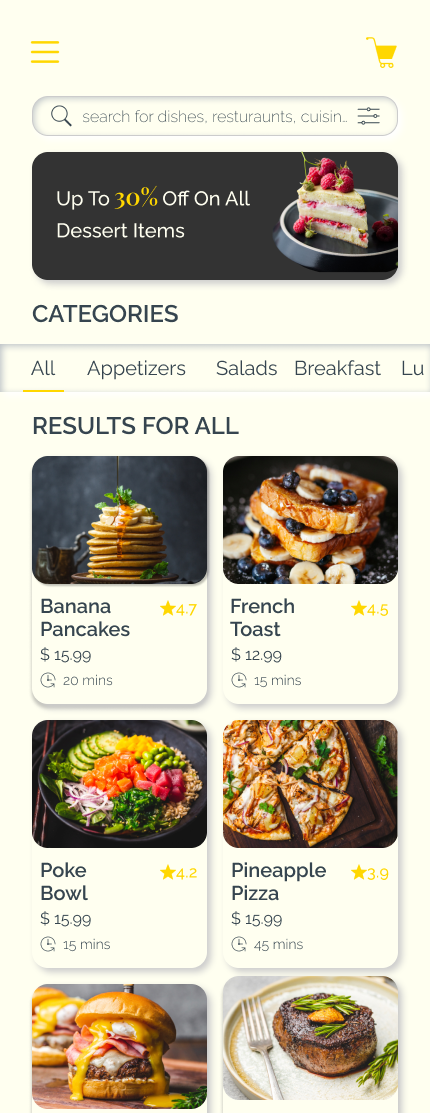 search for dishes, resturaunts, cuisin..
Up To 30% Off On All
Dessert Items
CATEGORIES
All Appetizers Salads Breakfast Lu
RESULTS FOR ALL
Banana
Pancakes
4.7
$ 15.99
20 mins
French
Toast
4.5
$ 12.99
15 mins
Poke
Bowl
4.2
$ 15.99
15 mins
Pineapple
Pizza
3.9
$ 15.99
45 mins